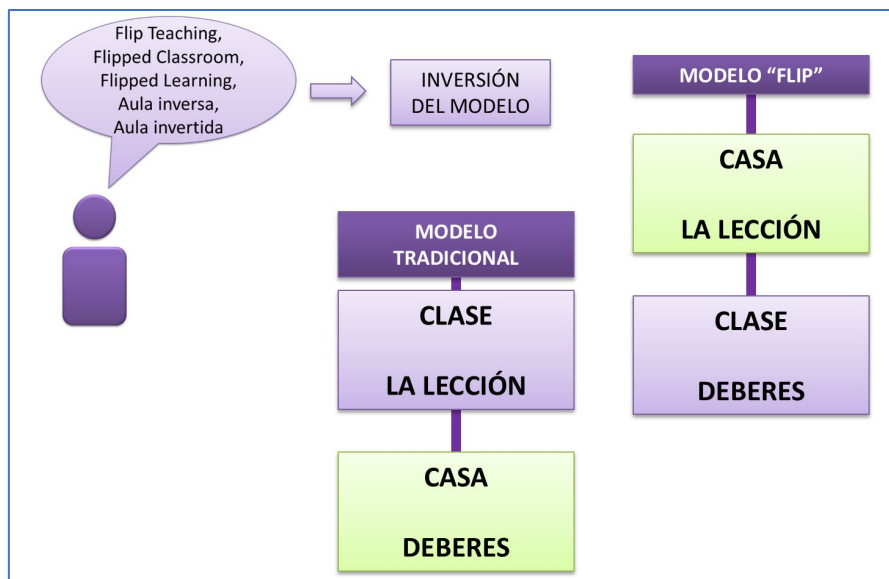 Flip Teaching,
Flipped Classroom,
Flipped Learning,
Aula inversa,
Aula invertida
INVERSIÓN
DEL MODELO
MODELO
TRADICIONAL
CLASE
LA LECCIÓN
CASA
DEBERES
MODELO “FLIP”
CASA
LA LECCIÓN
CLASE
DEBERES